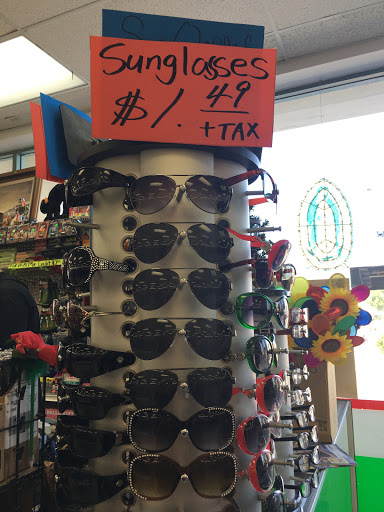 Sunglasses
$1.49
+ TAX